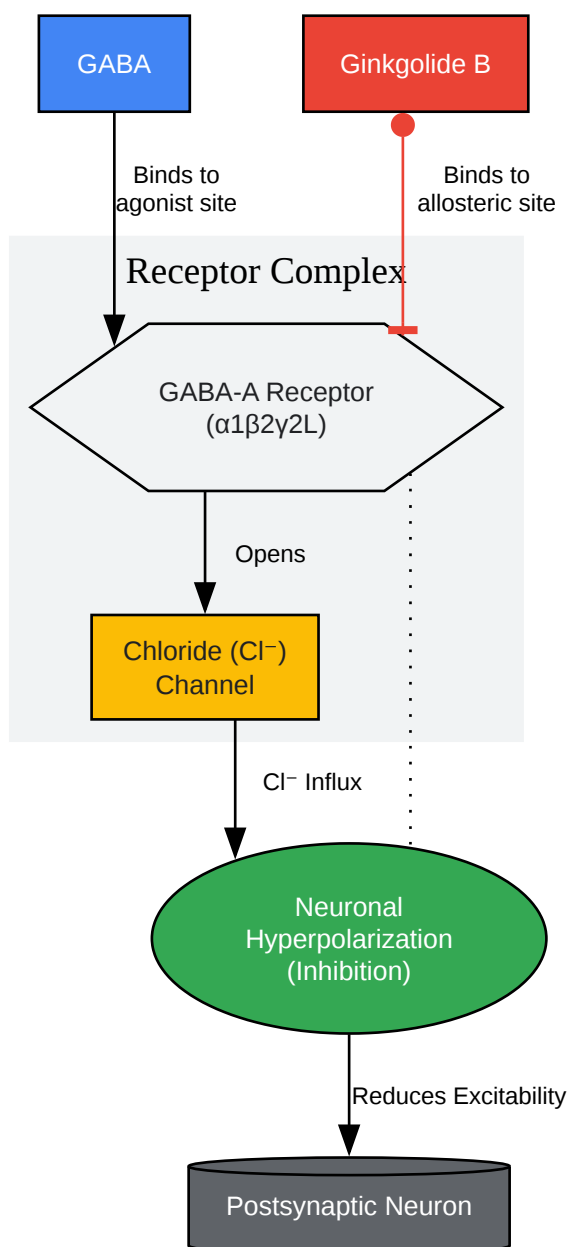 GABA
Ginkgolide B
Binds to
agonist site
Binds to
allosteric site
Receptor Complex
GABA-A Receptor
(α1β2γ2L)
Opens
Chloride (Cl⁻)
Channel
Cl⁻ Influx
Neuronal
Hyperpolarization
(Inhibition)
Reduces Excitability
Postsynaptic Neuron